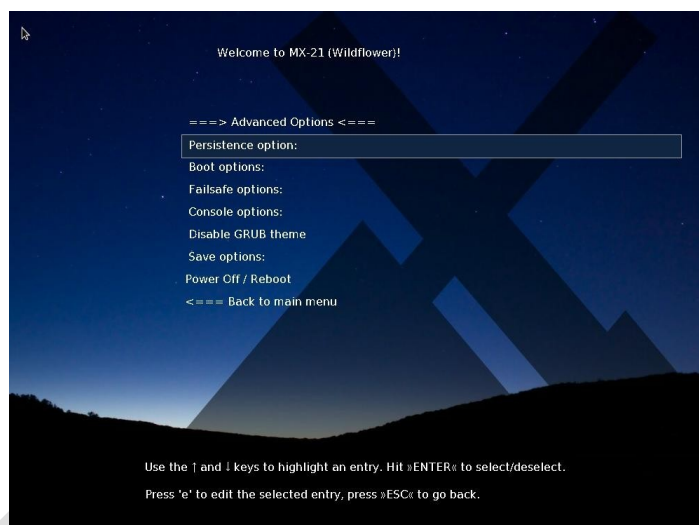 Welcome to MX-21 (Wildflower)!
===> Advanced Options <===
Persistence option:
Boot options:
Failsafe options:
Console options:
Disable GRUB theme
Save options:
Power Off / Reboot
<=== Back to main menu
Use the ↑ and ↓ keys to highlight an entry. Hit »ENTER« to select/deselect.
Press 'e' to edit the selected entry, press »ESC« to go back.